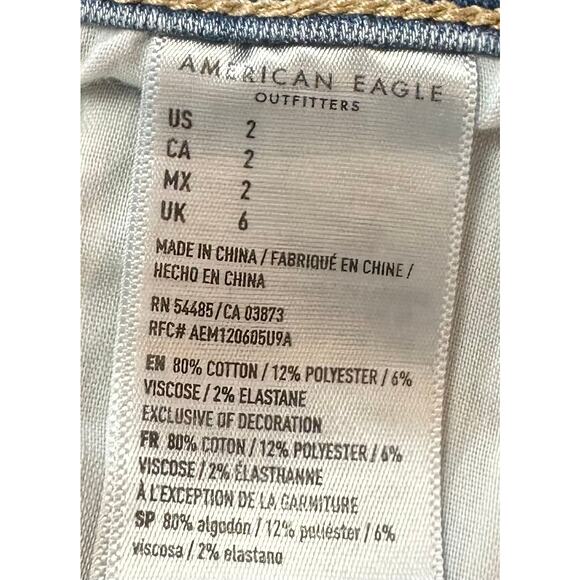 AMERICAN EAGLE
OUTFITTERS
US 2
CA 2
MX 2
UK 6
MADE IN CHINA / FABRIQUÉ EN CHINE /
HECHO EN CHINA
RN 54485/CA 03873
RFC# AEM120605U9A
EN 80% COTTON / 12% POLYESTER / 6%
VISCOSE / 2% ELASTANE
EXCLUSIVE OF DECORATION
FR 80% COTON / 12% POLYESTER / 6%
VISCOSE / 2% ÉLASTHANNE
À L'EXCEPTION DE LA GARNITURE
SP 80% algodón / 12% poliéster / 6%
viscosa / 2% elastano